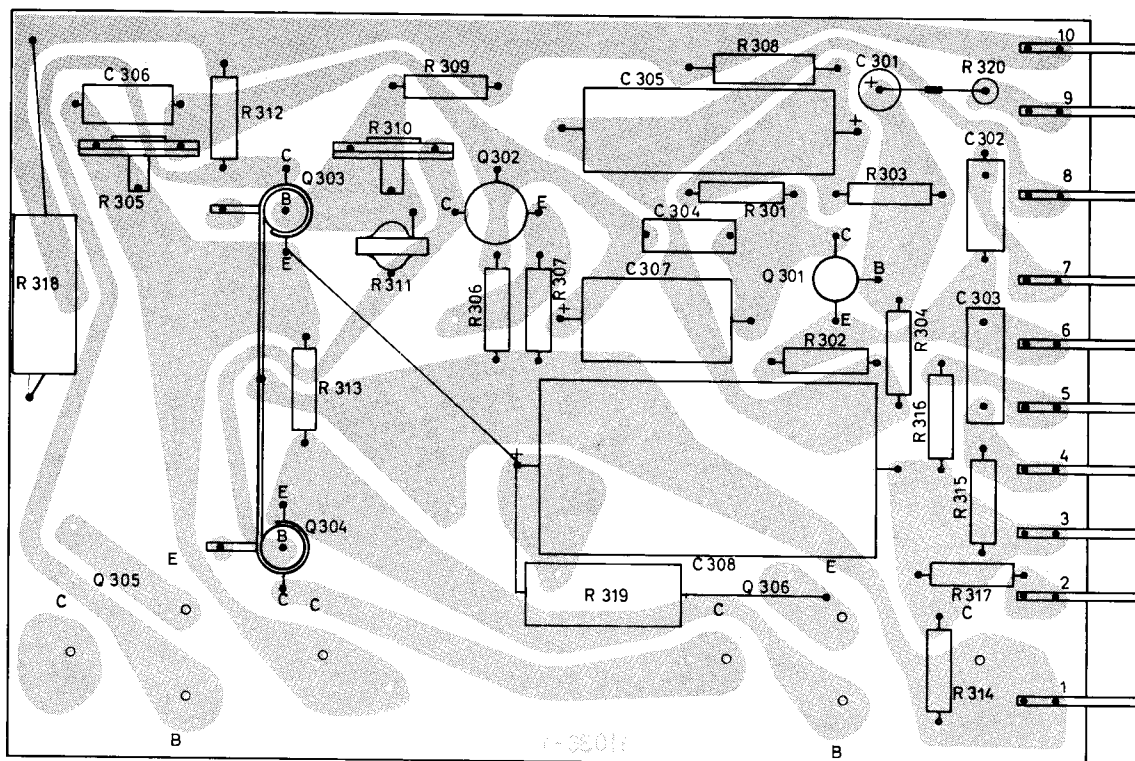 10
R 308
C 301
R 320
C 306
R 309
C 305
+
R 312
9
+
R 310
C 302
Q 302
C
Q 303
R 305
B
C
E
R 301
R 303
8
C 304
C
E
R 318
R 311
C 307
Q 301
B
7
R 306
R 307
+
C 303
E
R 304
R 302
6
R 313
R 316
5
+
4
R 315
E
Q 304
B
3
E
C 308
E
Q 305
C
C
C
R 319
C
Q 306
R 317
2
C
R 314
1
B
B